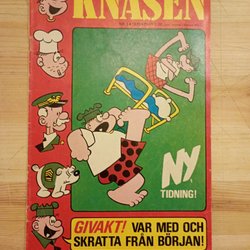 KNASEN
NY
TIDNING!
GIVAKT! VAR MED OCH
SKRATTA FRÅN BÖRJAN!